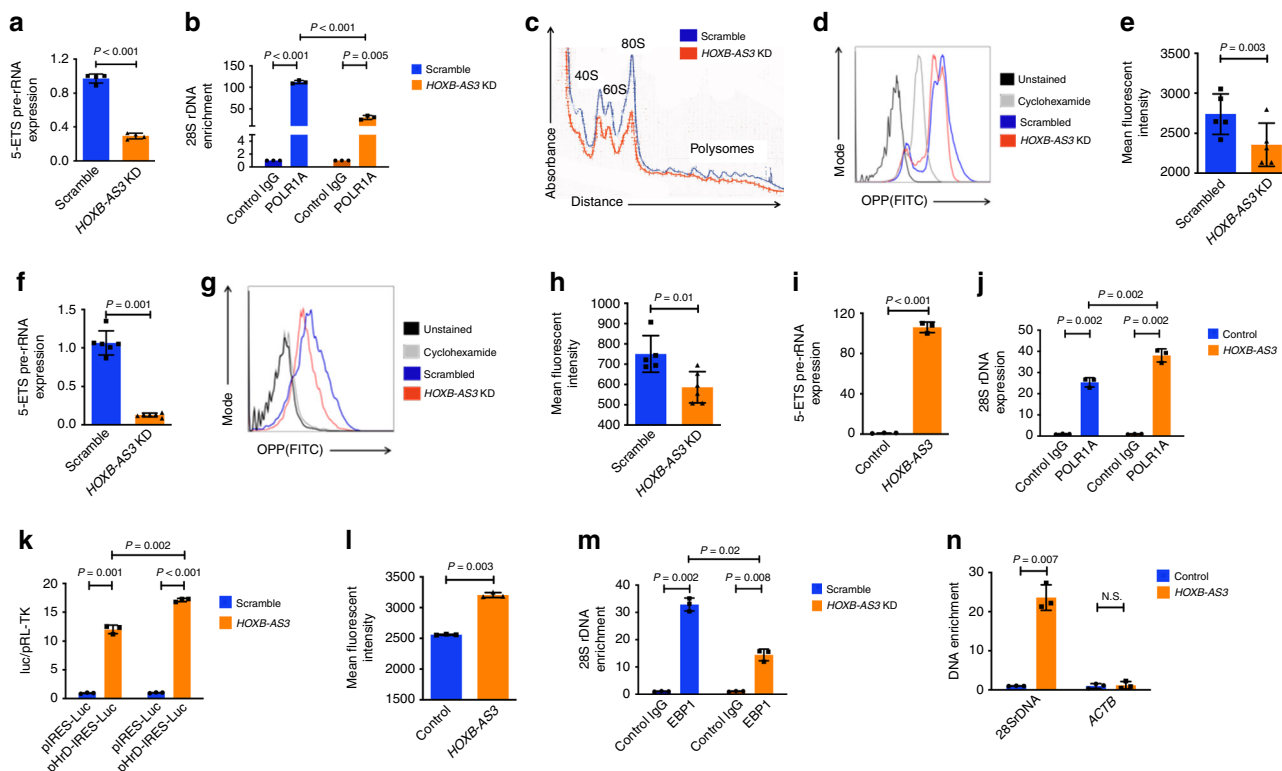 a
P < 0.001
5-ETS pre-rRNA
expression
1.2
0.8
0.4
0.0
Scramble
HOXB-AS3 KD
b
P < 0.001
P < 0.001
P = 0.005
28S rDNA
enrichment
150
125
100
75
50
2
1
0
Control IgG
POLR1A
Control IgG
POLR1A
Scramble
HOXB-AS3 KD
c
Absorbance
40S
60S
80S
Polysomes
Distance
Scramble
HOXB-AS3 KD
d
Mode
OPP(FITC)
Unstained
Cyclohexamide
Scrambled
HOXB-AS3 KD
e
P = 0.003
Mean fluorescent
intensity
3500
3000
2500
2000
Scrambled
HOXB-AS3 KD
f
P = 0.001
5-ETS pre-rRNA
expression
1.5
1.0
0.5
0.0
Scramble
HOXB-AS3 KD
g
Mode
OPP(FITC)
Unstained
Cyclohexamide
Scrambled
HOXB-AS3 KD
h
P = 0.01
Mean fluorescent
intensity
1000
900
800
700
600
500
400
Scramble
HOXB-AS3 KD
i
P < 0.001
5-ETS pre-rRNA
expression
120
80
40
0
Control
HOXB-AS3
j
P = 0.002
P = 0.002
P = 0.002
28S rDNA
expression
50
40
30
20
10
0
Control IgG
POLR1A
Control IgG
POLR1A
Control
HOXB-AS3
k
P = 0.002
P = 0.001
P <0.001
luc/pRL-TK
20
15
10
5
0
pIRES-Luc
pHrD-IRES-Luc
pIRES-Luc
pHrD-IRES-Luc
Scramble
HOXB-AS3
l
P = 0.003
Mean fluorescent
intensity
3500
3000
2500
2000
1500
Control
HOXB-AS3
m
P = 0.02
P = 0.002
P = 0.008
28S rDNA
enrichment
40
30
20
10
0
Control IgG
EBP1
Control IgG
EBP1
Scramble
HOXB-AS3 KD
n
P = 0.007
N.S.
DNA enrichment
30
20
10
0
28SrDNA
ACTB
Control
HOXB-AS3